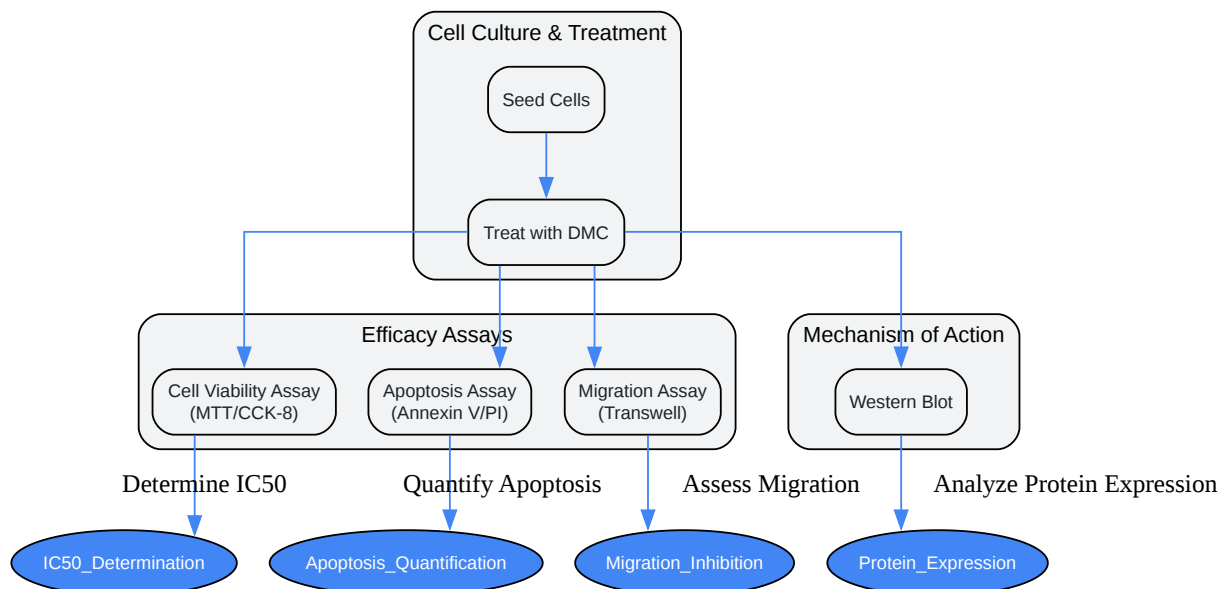 Cell Culture & Treatment
Seed Cells
Treat with DMC
Efficacy Assays
Mechanism of Action
Cell Viability Assay
(MTT/CCK-8)
Apoptosis Assay
(Annexin V/PI)
Migration Assay
(Transwell)
Western Blot
Determine IC50
Quantify Apoptosis
Assess Migration
Analyze Protein Expression
IC50_Determination
Apoptosis_Quantification
Migration_Inhibition
Protein_Expression